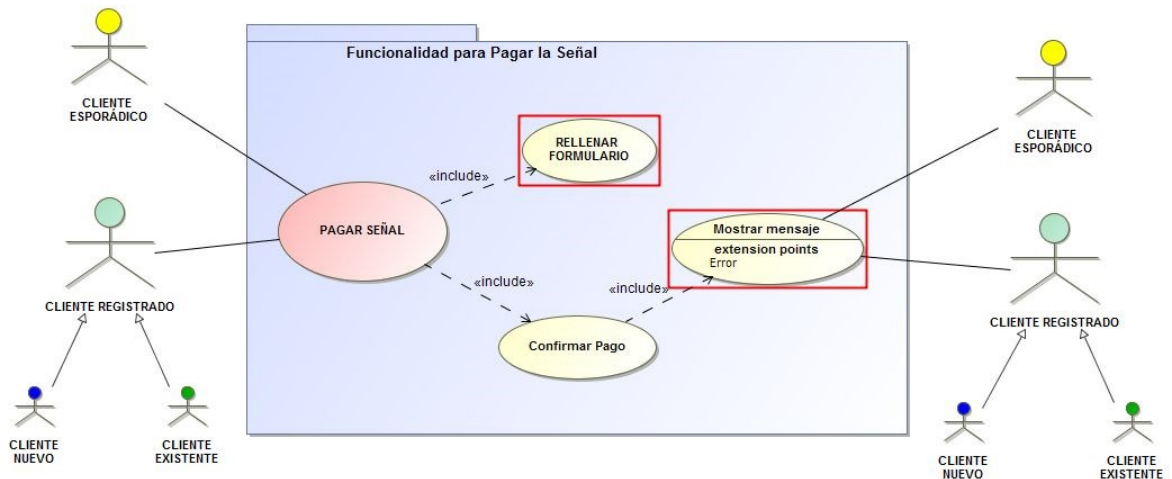 Funcionalidad para Pagar la Señal
CLIENTE
ESPORÁDICO
CLIENTE REGISTRADO
CLIENTE
NUEVO
CLIENTE
EXISTENTE
PAGAR SEÑAL
«include»
RELLENAR
FORMULARIO
«include»
Confirmar Pago
«include»
Mostrar mensaje
extension points
Error
CLIENTE
ESPORÁDICO
CLIENTE REGISTRADO
CLIENTE
NUEVO
CLIENTE
EXISTENTE